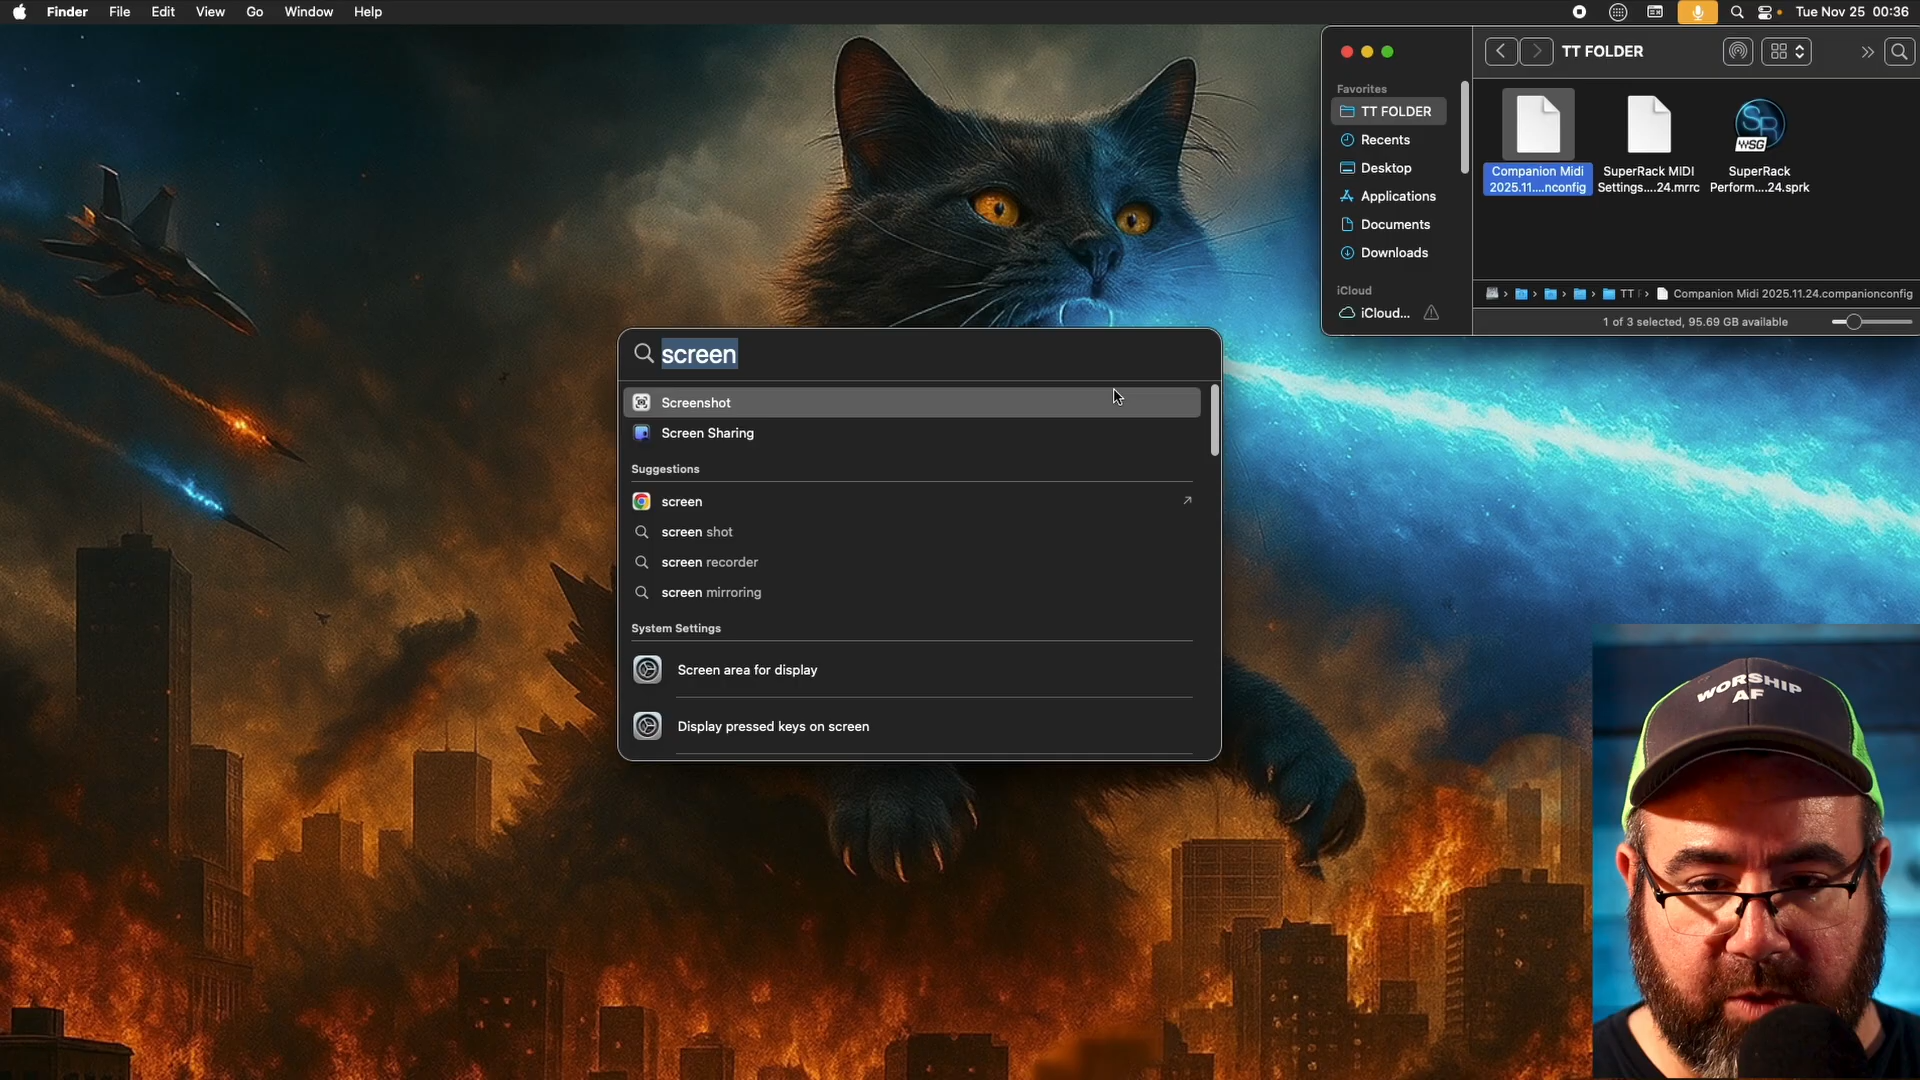 Finder File Edit View Go Window Help
Tue Nov 25 00:36
TT FOLDER
Favorites
TT FOLDER
Recents
Desktop
Applications
Documents
Downloads
iCloud
iCloud...
WSG
Companion Midi
2025.11....nconfig
SuperRack MIDI
Settings....24.mrrc
SuperRack
Perform....24.sprk
TT F
Companion Midi 2025.11.24.companionconfig
1 of 3 selected, 95.69 GB available
screen
Screenshot
Screen Sharing
Suggestions
screen
screen shot
screen recorder
screen mirroring
System Settings
Screen area for display
Display pressed keys on screen
WORSHIP
AF